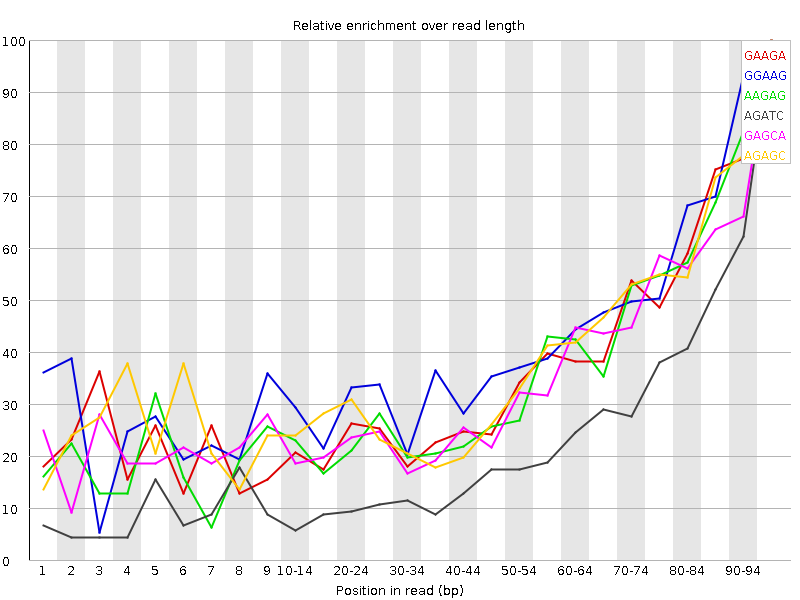 Relative enrichment over read length
100
90
80
70
60
50
40
30
20
10
0
GAAGA
GGAAG
AAGAG
AGATC
GAGCA
AGAGC
1 2 3 4 5 6 7 8 9 10-14 20-24 30-34 40-44 50-54 60-64 70-74 80-84 90-94
Position in read (bp)